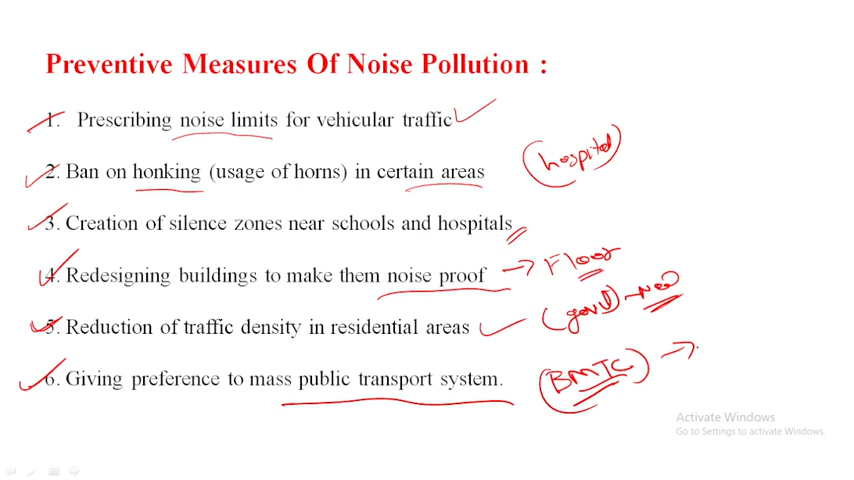 Preventive Measures Of Noise Pollution :
1. Prescribing noise limits for vehicular traffic
2. Ban on honking (usage of horns) in certain areas (hospital)
3. Creation of silence zones near schools and hospitals
4. Redesigning buildings to make them noise proof → Floor
5. Reduction of traffic density in residential areas
6. Giving preference to mass public transport system. (BMTC) →
Activate Windows
Go to Settings to activate Windows.